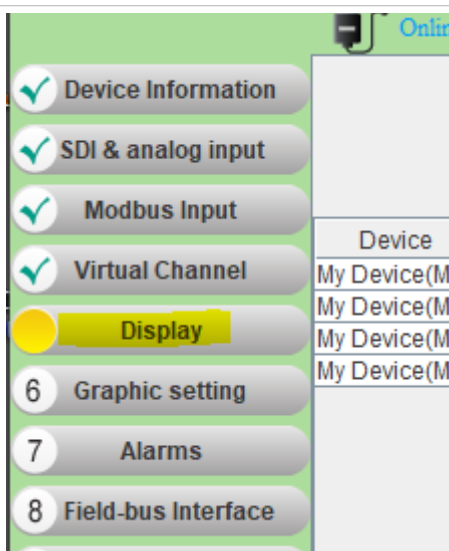 Device Information
SDI & analog input
Modbus Input
Virtual Channel
Display
6 Graphic setting
7 Alarms
8 Field-bus Interface
Device
My Device(M
My Device(M
My Device(M
My Device(M